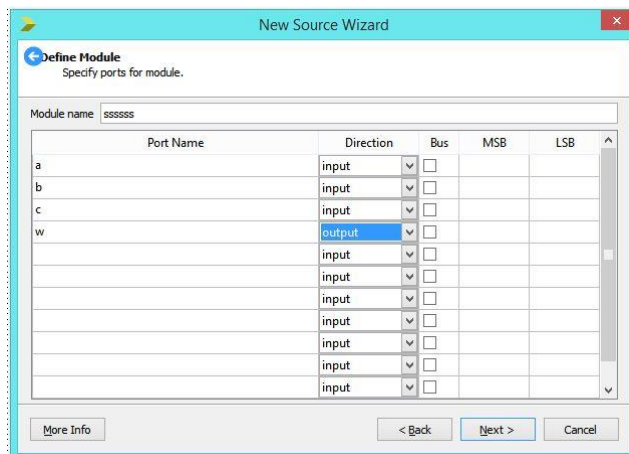 New Source Wizard
Define Module
Specify ports for module.
Module name ssssss
Port Name Direction Bus MSB LSB
a input
b input
c input
w output
input
input
input
input
input
input
input
More Info < Back Next > Cancel